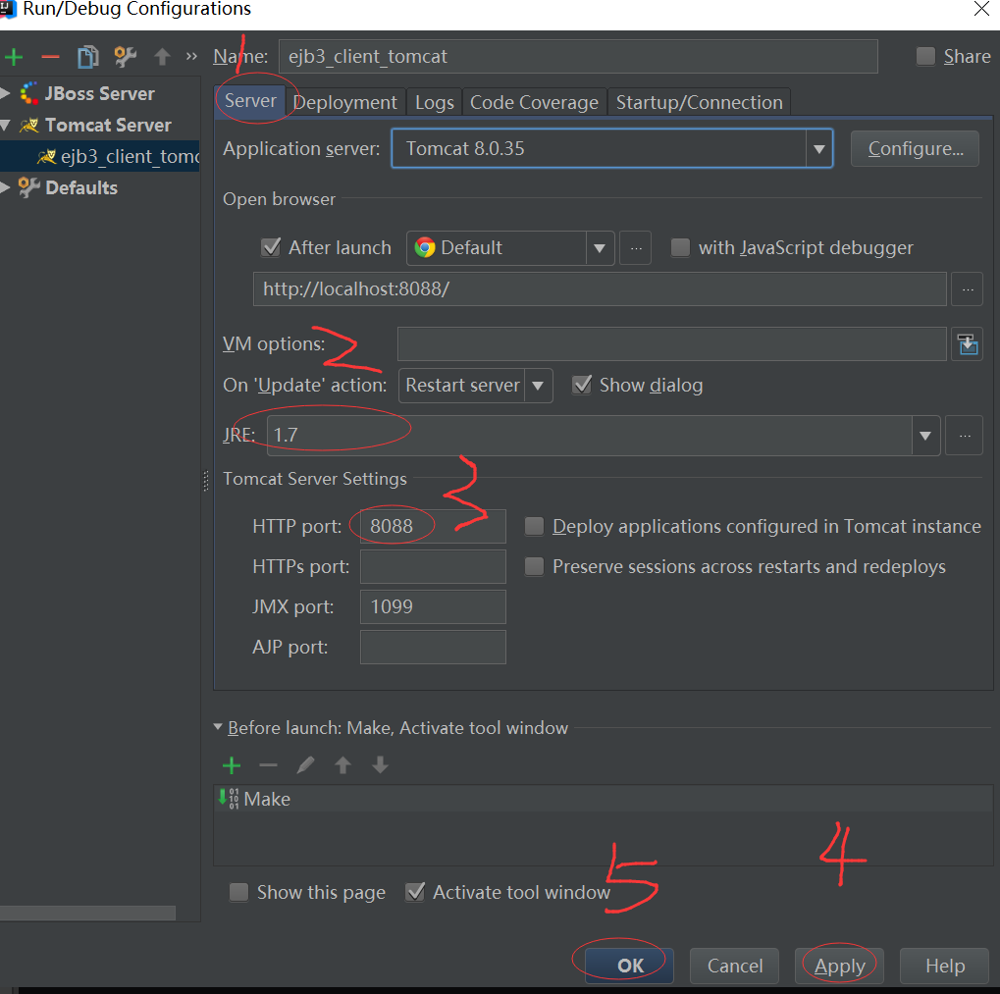 Run/Debug Configurations
» Name: ejb3_client_tomcat Share
1
JBoss Server
Tomcat Server
ejb3_client_tomc
Defaults
Server Deployment Logs Code Coverage Startup/Connection
Application server: Tomcat 8.0.35 Configure...
Open browser
After launch Default ... with JavaScript debugger
http://localhost:8088/ ...
VM options: 2
On 'Update' action: Restart server Show dialog
JRE: 1.7 ...
Tomcat Server Settings 3
HTTP port: 8088 Deploy applications configured in Tomcat instance
HTTPs port: Preserve sessions across restarts and redeploys
JMX port: 1099
AJP port:
Before launch: Make, Activate tool window
Make
4
5
Show this page Activate tool window
OK Cancel Apply Help